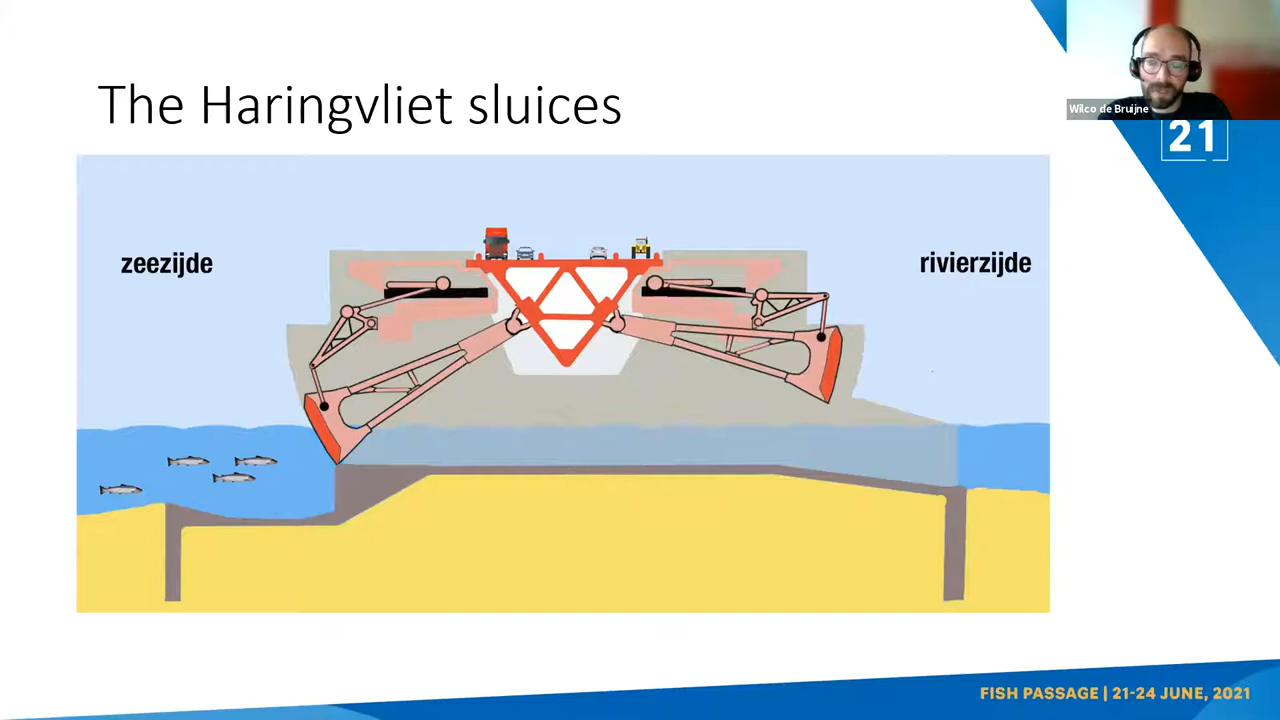 The Haringvliet sluices
Wilco de Bruijne
21
zeezijde
rivierzijde
FISH PASSAGE | 21-24 JUNE, 2021